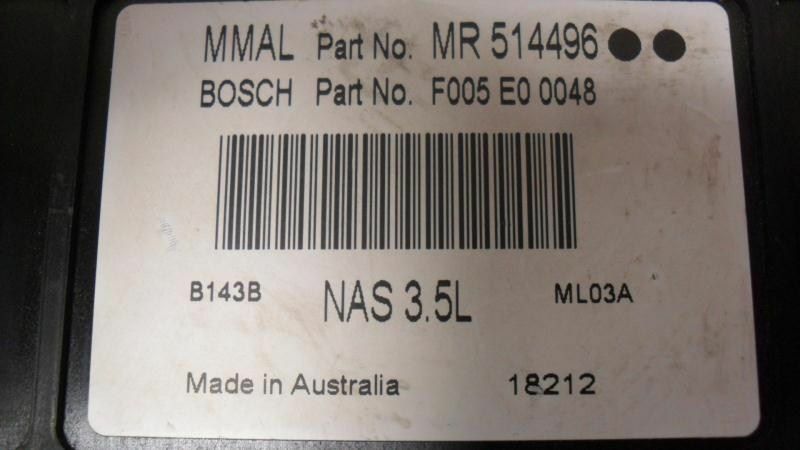 MMAL Part No. MR 514496
BOSCH Part No. F005 E0 0048
B143B NAS 3.5L ML03A
Made in Australia 18212